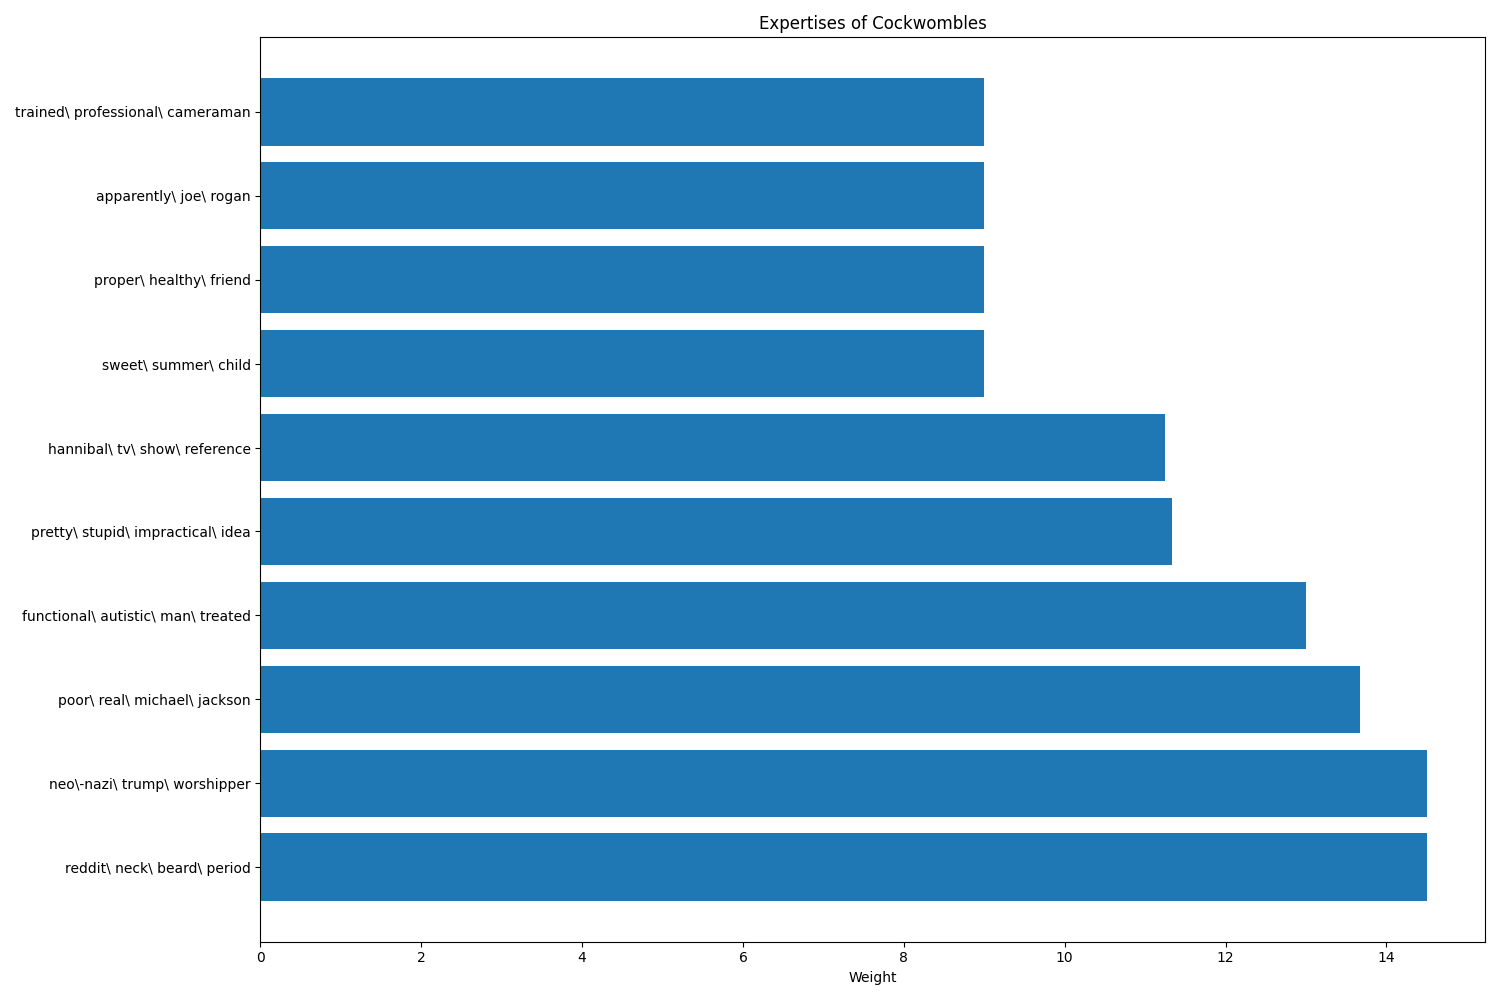 Expertises of Cockwombles
trained\ professional\ cameraman
apparently\ joe\ rogan
proper\ healthy\ friend
sweet\ summer\ child
hannibal\ tv\ show\ reference
pretty\ stupid\ impractical\ idea
functional\ autistic\ man\ treated
poor\ real\ michael\ jackson
neo\-nazi\ trump\ worshipper
reddit\ neck\ beard\ period
0 2 4 6 8 10 12 14
Weight